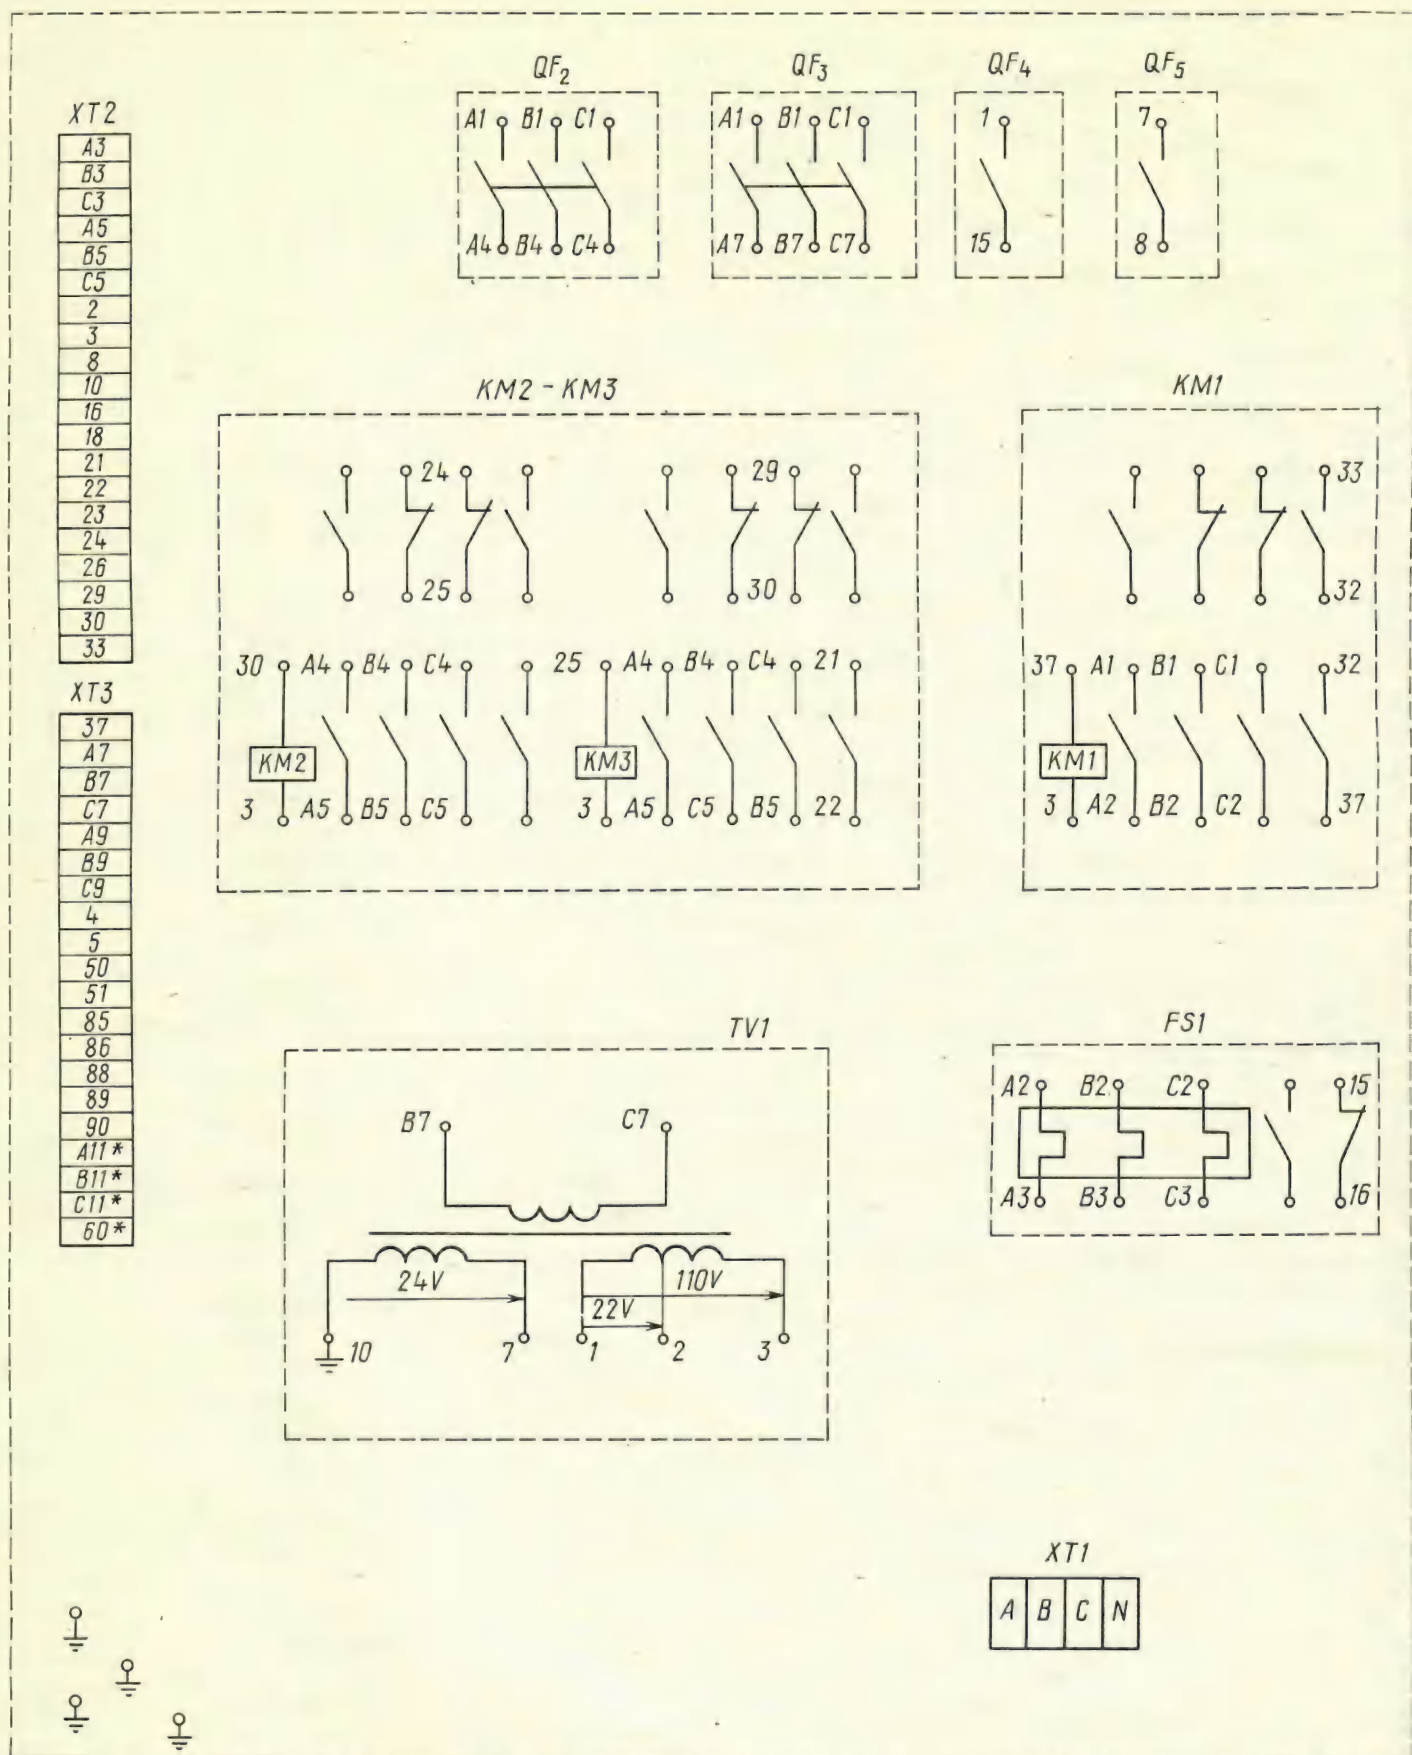 QF2 QF3 QF4 QF5
A1 B1 C1 A1 B1 C1 1 7
A4 B4 C4 A7 B7 C7 15 8
XT2
A3
B3
C3
A5
B5
C5
2
3
8
10
16
18
21
22
23
24
26
29
30
33
XT3
37
A7
B7
C7
A9
B9
C9
4
5
50
51
85
86
88
89
90
A11*
B11*
C11*
60*
KM2-KM3
24 29
25 30
30 A4 B4 C4 25 A4 B4 C4 21
KM2 KM3
3 A5 B5 C5 3 A5 C5 B5 22
KM1
33
32
37 A1 B1 C1 32
KM1
3 A2 B2 C2 37
TV1
B7 C7
24V 110V
22V
10 7 1 2 3
FS1
A2 B2 C2 15
A3 B3 C3 16
XT1
A B C N